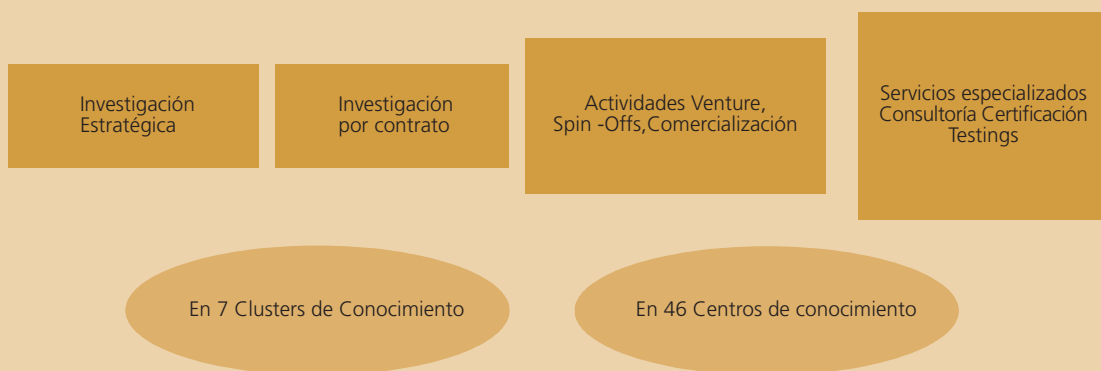 Investigación
Estratégica
Investigación
por contrato
Actividades Venture,
Spin -Offs,Comercialización
Servicios especializados
Consultoría Certificación
Testings
En 7 Clusters de Conocimiento
En 46 Centros de conocimiento